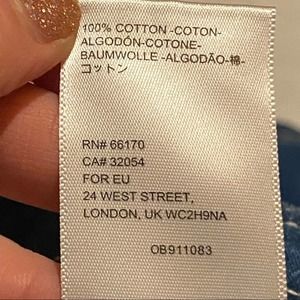 100% COTTON -COTON-
ALGODÓN-COTONE-
BAUMWOLLE -ALGODÃO-棉-
コットン
RN# 66170
CA# 32054
FOR EU
24 WEST STREET,
LONDON, UK WC2H9NA
OB911083